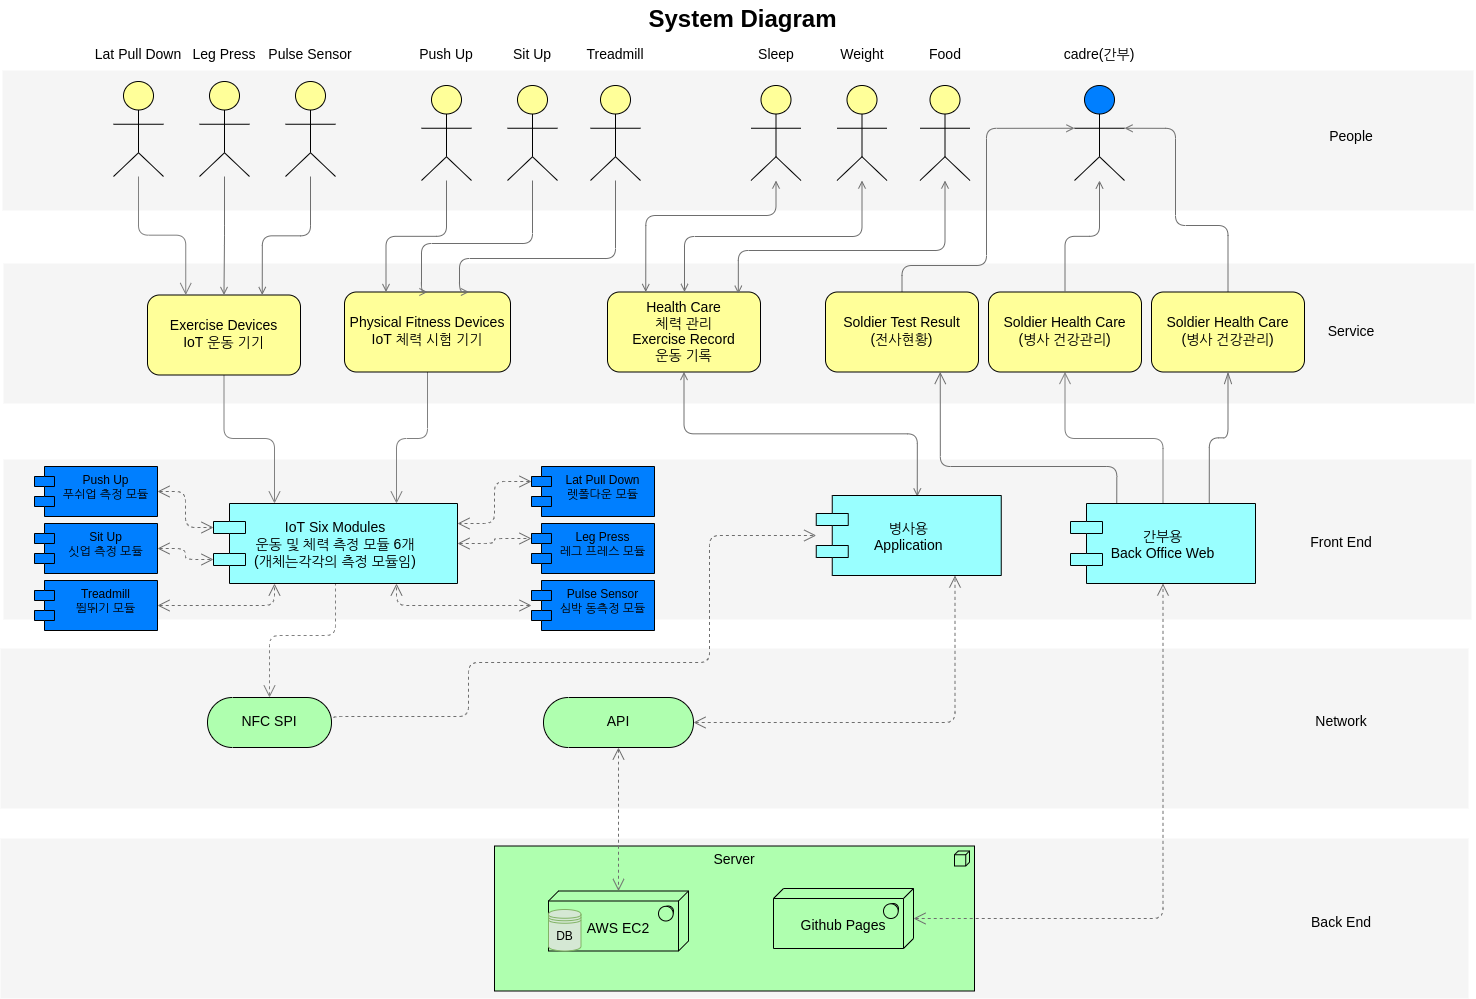 System Diagram
Lat Pull Down
Leg Press
Pulse Sensor
Push Up
Sit Up
Treadmill
Sleep
Weight
Food
cadre(간부)
People
Exercise Devices
IoT 운동 기기
Physical Fitness Devices
IoT 체력 시험 기기
Health Care
체력 관리
Exercise Record
운동 기록
Soldier Test Result
(전사현황)
Soldier Health Care
(병사 건강관리)
Soldier Health Care
(병사 건강관리)
Service
Push Up
푸쉬업 측정 모듈
Sit Up
싯업 측정 모듈
Treadmill
뜀뛰기 모듈
IoT Six Modules
운동 및 체력 측정 모듈 6개
(개체는각각의 측정 모듈임)
Lat Pull Down
렛풀다운 모듈
Leg Press
레그 프레스 모듈
Pulse Sensor
심박 동측정 모듈
병사용
Application
간부용
Back Office Web
Front End
NFC SPI
API
Network
Server
DB
AWS EC2
Github Pages
Back End